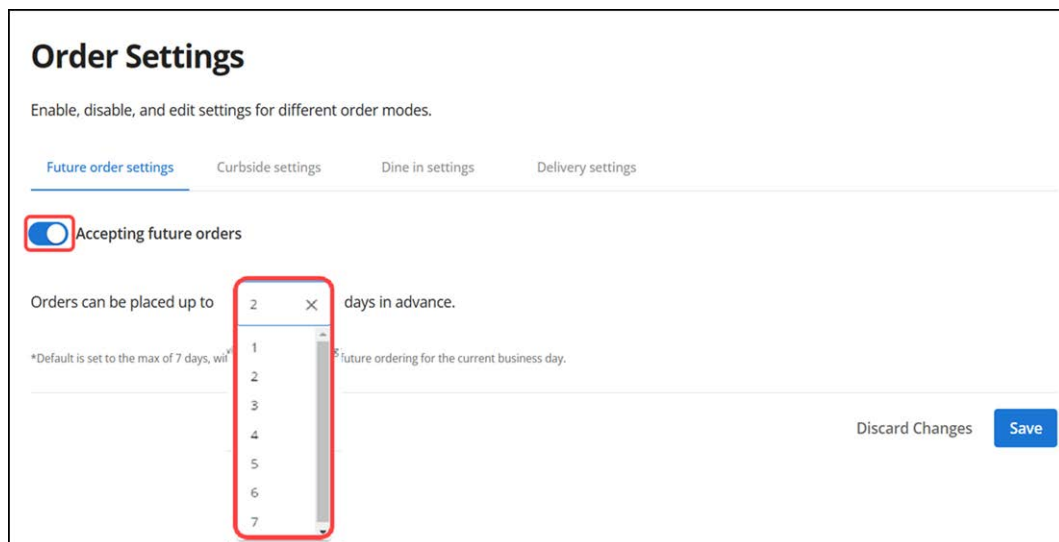 Order Settings
Enable, disable, and edit settings for different order modes.
Future order settings Curbside settings Dine in settings Delivery settings
Accepting future orders
Orders can be placed up to 2 days in advance.
*Default is set to the max of 7 days, future ordering for the current business day.
1
2
3
4
5
6
7
Discard Changes Save